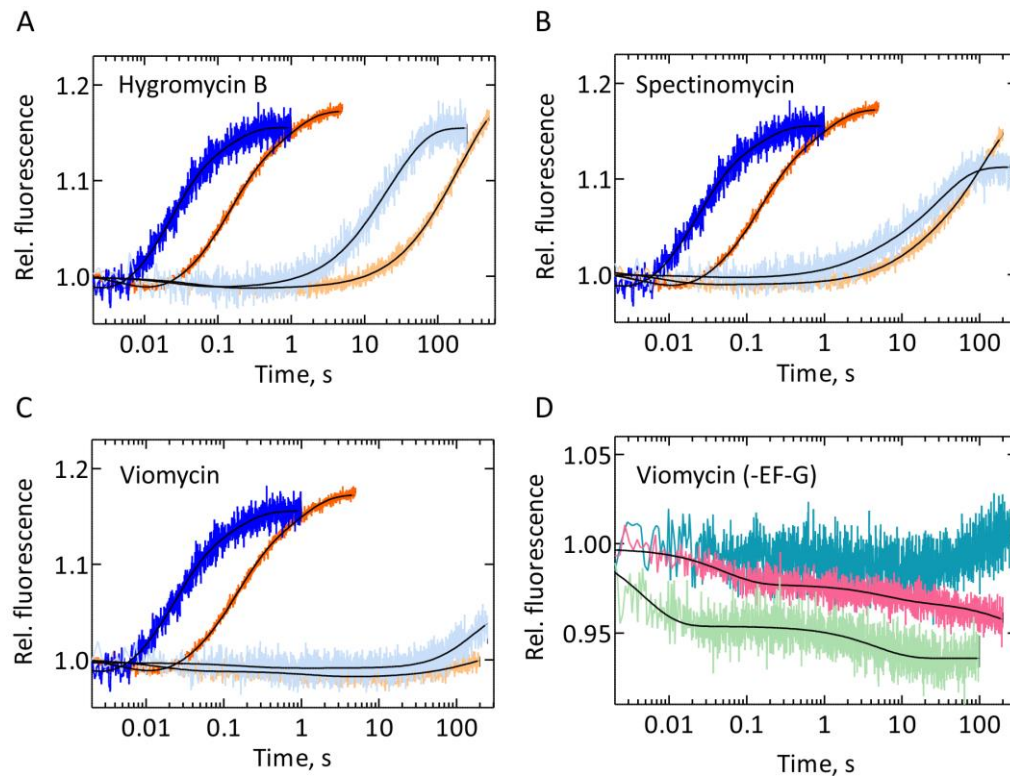 A
Hygromycin B
1.2
1.1
1.0
Rel. fluorescence
0.01 0.1 1 10 100
Time, s
B
Spectinomycin
1.2
1.1
1.0
Rel. fluorescence
0.01 0.1 1 10 100
Time, s
C
Viomycin
1.2
1.1
1.0
Rel. fluorescence
0.01 0.1 1 10 100
Time, s
D
Viomycin (-EF-G)
1.05
1.00
0.95
Rel. fluorescence
0.01 0.1 1 10 100
Time, s